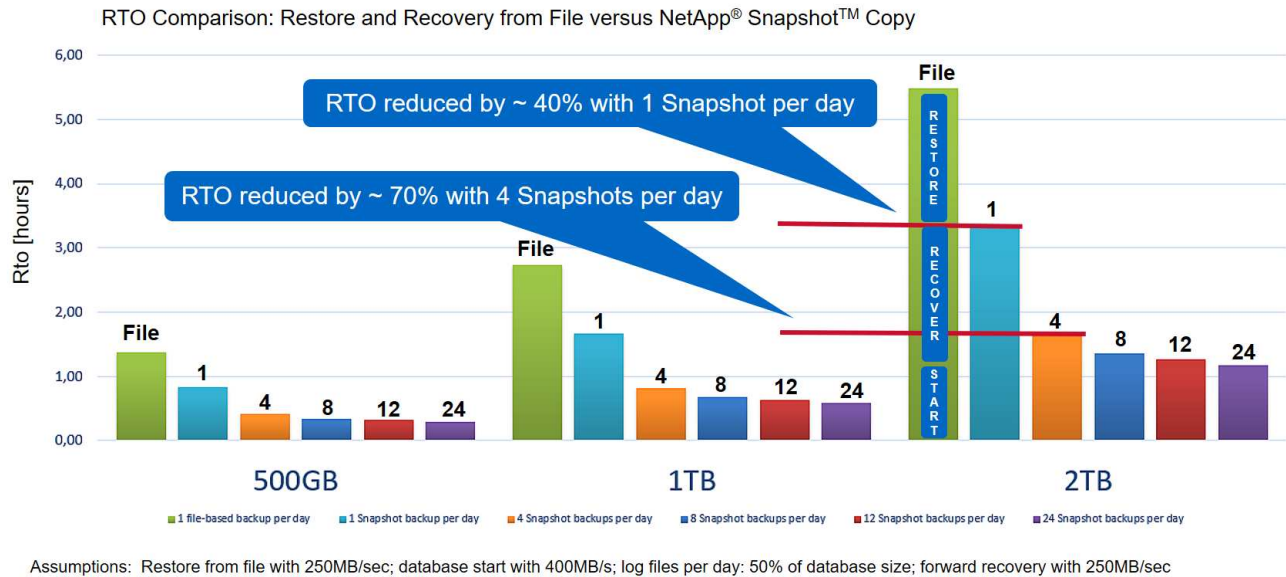 RTO Comparison: Restore and Recovery from File versus NetApp® Snapshot™ Copy
Rto [hours]
6,00
5,00
4,00
3,00
2,00
1,00
0,00
RTO reduced by ~ 40% with 1 Snapshot per day
RTO reduced by ~ 70% with 4 Snapshots per day
File
1
4
8
12
24
File
1
4
8
12
24
File
RESTORE
RECOVER
START
1
4
8
12
24
500GB
1TB
2TB
1 file-based backup per day
1 Snapshot backup per day
4 Snapshot backups per day
8 Snapshot backups per day
12 Snapshot backups per day
24 Snapshot backups per day
Assumptions: Restore from file with 250MB/sec; database start with 400MB/s; log files per day: 50% of database size; forward recovery with 250MB/sec